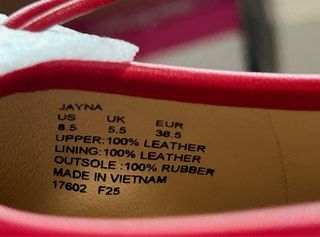 JAYNA
US UK EUR
8.5 5.5 38.5
UPPER:100% LEATHER
LINING:100% LEATHER
OUTSOLE:100% RUBBER
MADE IN VIETNAM
17602 F25